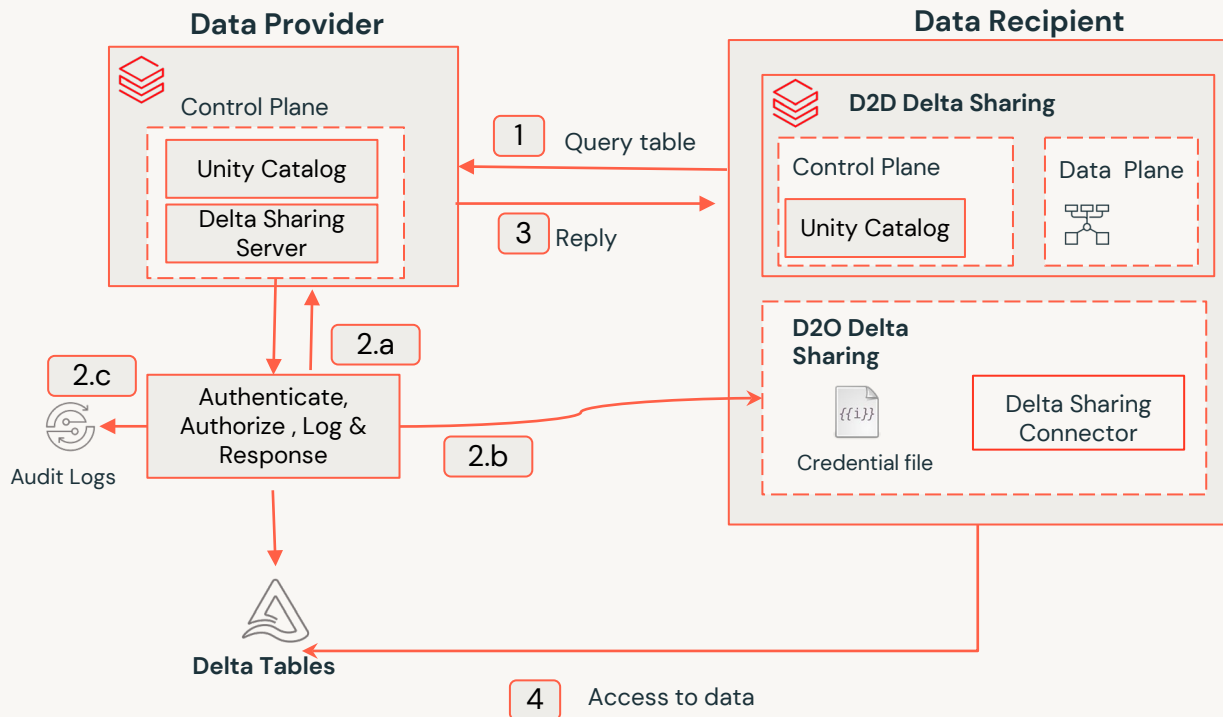 Data Provider
Control Plane
Unity Catalog
Delta Sharing
Server
1
Query table
3
Reply
2.a
2.c
Authenticate,
Authorize , Log &
Response
Audit Logs
2.b
Delta Tables
4
Access to data
Data Recipient
D2D Delta Sharing
Control Plane
Unity Catalog
Data Plane
D2O Delta
Sharing
{{i}}
Credential file
Delta Sharing
Connector